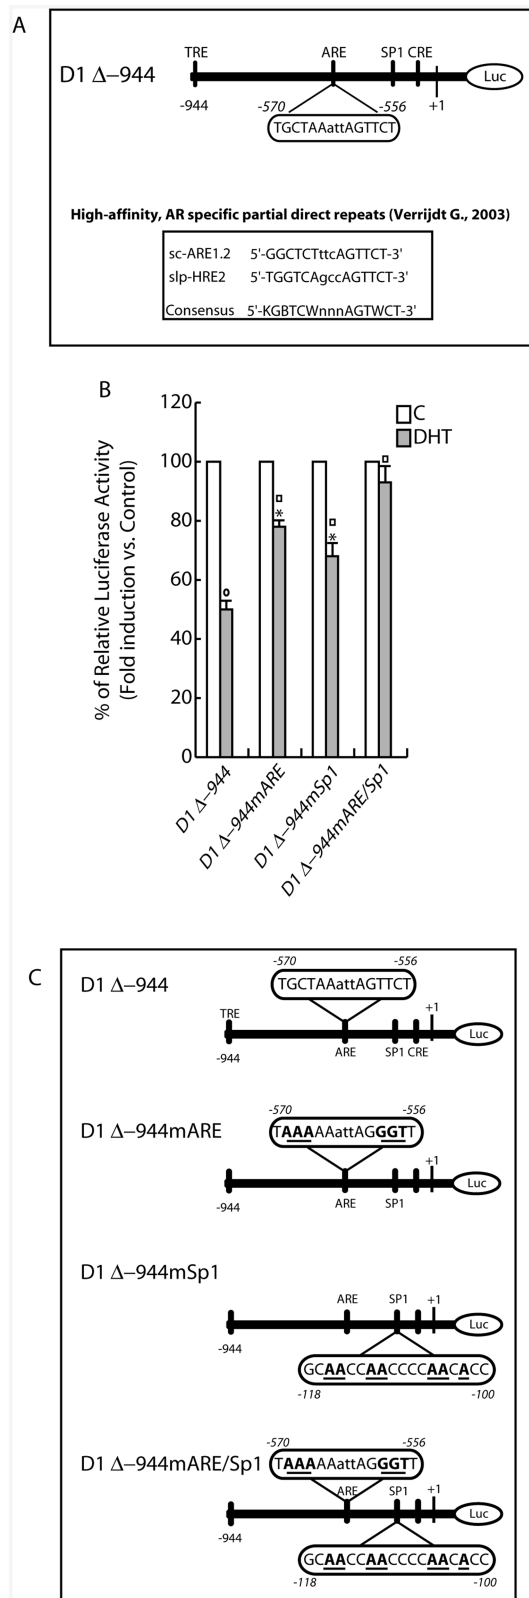 A
TRE ARE SP1 CRE
D1 Δ−944 Luc
-944 -570 -556 +1
TGCTAAattAGTTCT
High-affinity, AR specific partial direct repeats (Verrijdt G., 2003)
sc-ARE1.2 5'-GGCTCTttcAGTTCT-3'
slp-HRE2 5'-TGGTCAgccAGTTCT-3'
Consensus 5'-KGBTCWnnnAGTWCT-3'
B
% of Relative Luciferase Activity
(Fold induction vs. Control)
120
100
80
60
40
20
0
C
DHT
o
□
*
□
*
□
D1 Δ−944
D1 Δ−944mARE
D1 Δ−944mSp1
D1 Δ−944mARE/Sp1
C
-570 -556
D1 Δ−944 TGCTAAattAGTTCT
TRE +1
Luc
-944 ARE SP1 CRE
-570 -556
D1 Δ−944mARE TAAAAAattAGGGTT
+1
Luc
-944 ARE SP1
D1 Δ−944mSp1
ARE SP1 +1
Luc
-944
GCAACCAACCCCAACACC
-118 -100
-570 -556
D1 Δ−944mARE/Sp1 TAAAAAattAGGGTT
ARE SP1 +1
Luc
-944
GCAACCAACCCCAACACC
-118 -100